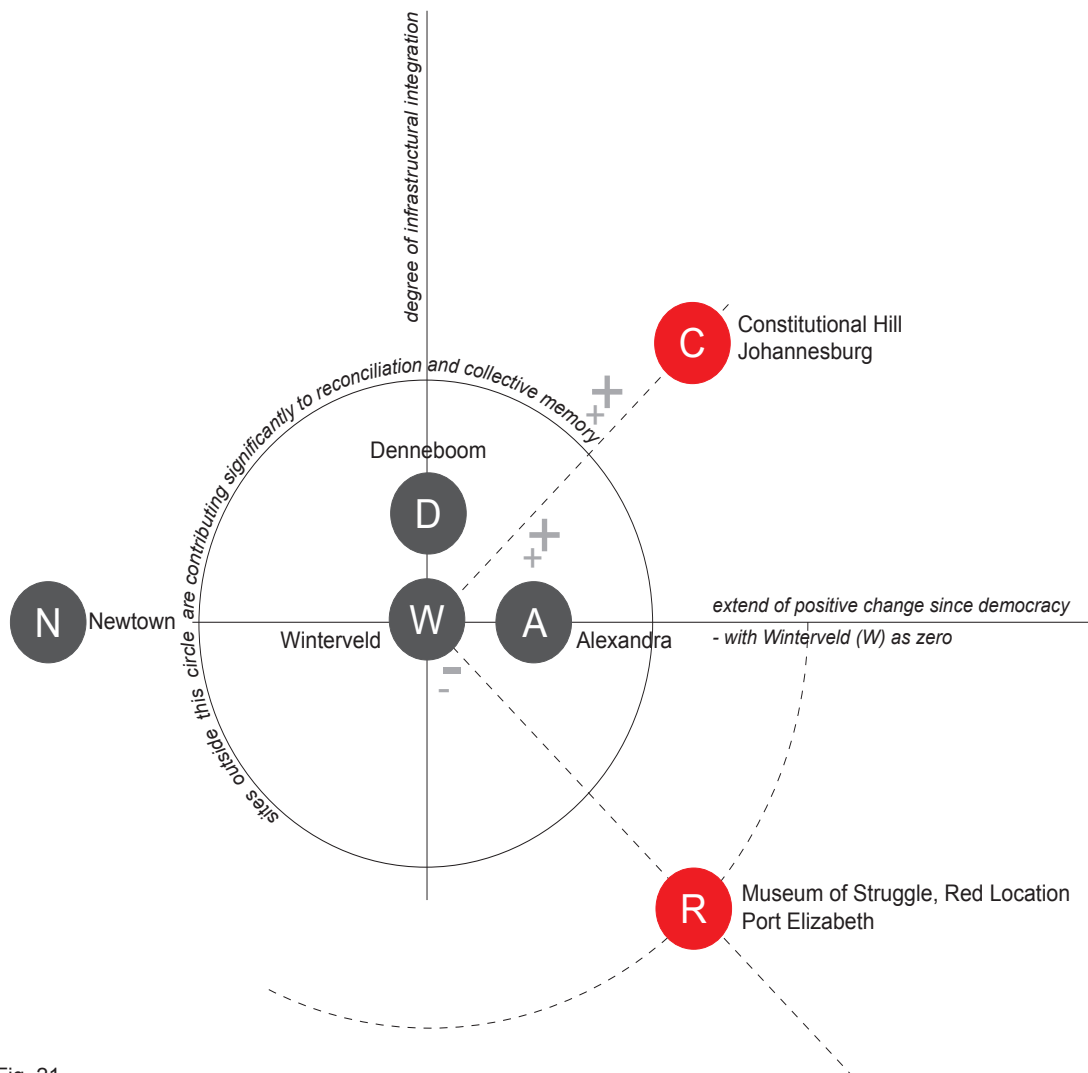 degree of infrastructural integration
C
Constitutional Hill
Johannesburg
sites outside this circle are contributing significantly to reconciliation and collective memory
Denneboom
D
N
Newtown
Winterveld
W
A
Alexandra
extend of positive change since democracy
- with Winterveld (W) as zero
R
Museum of Struggle, Red Location
Port Elizabeth